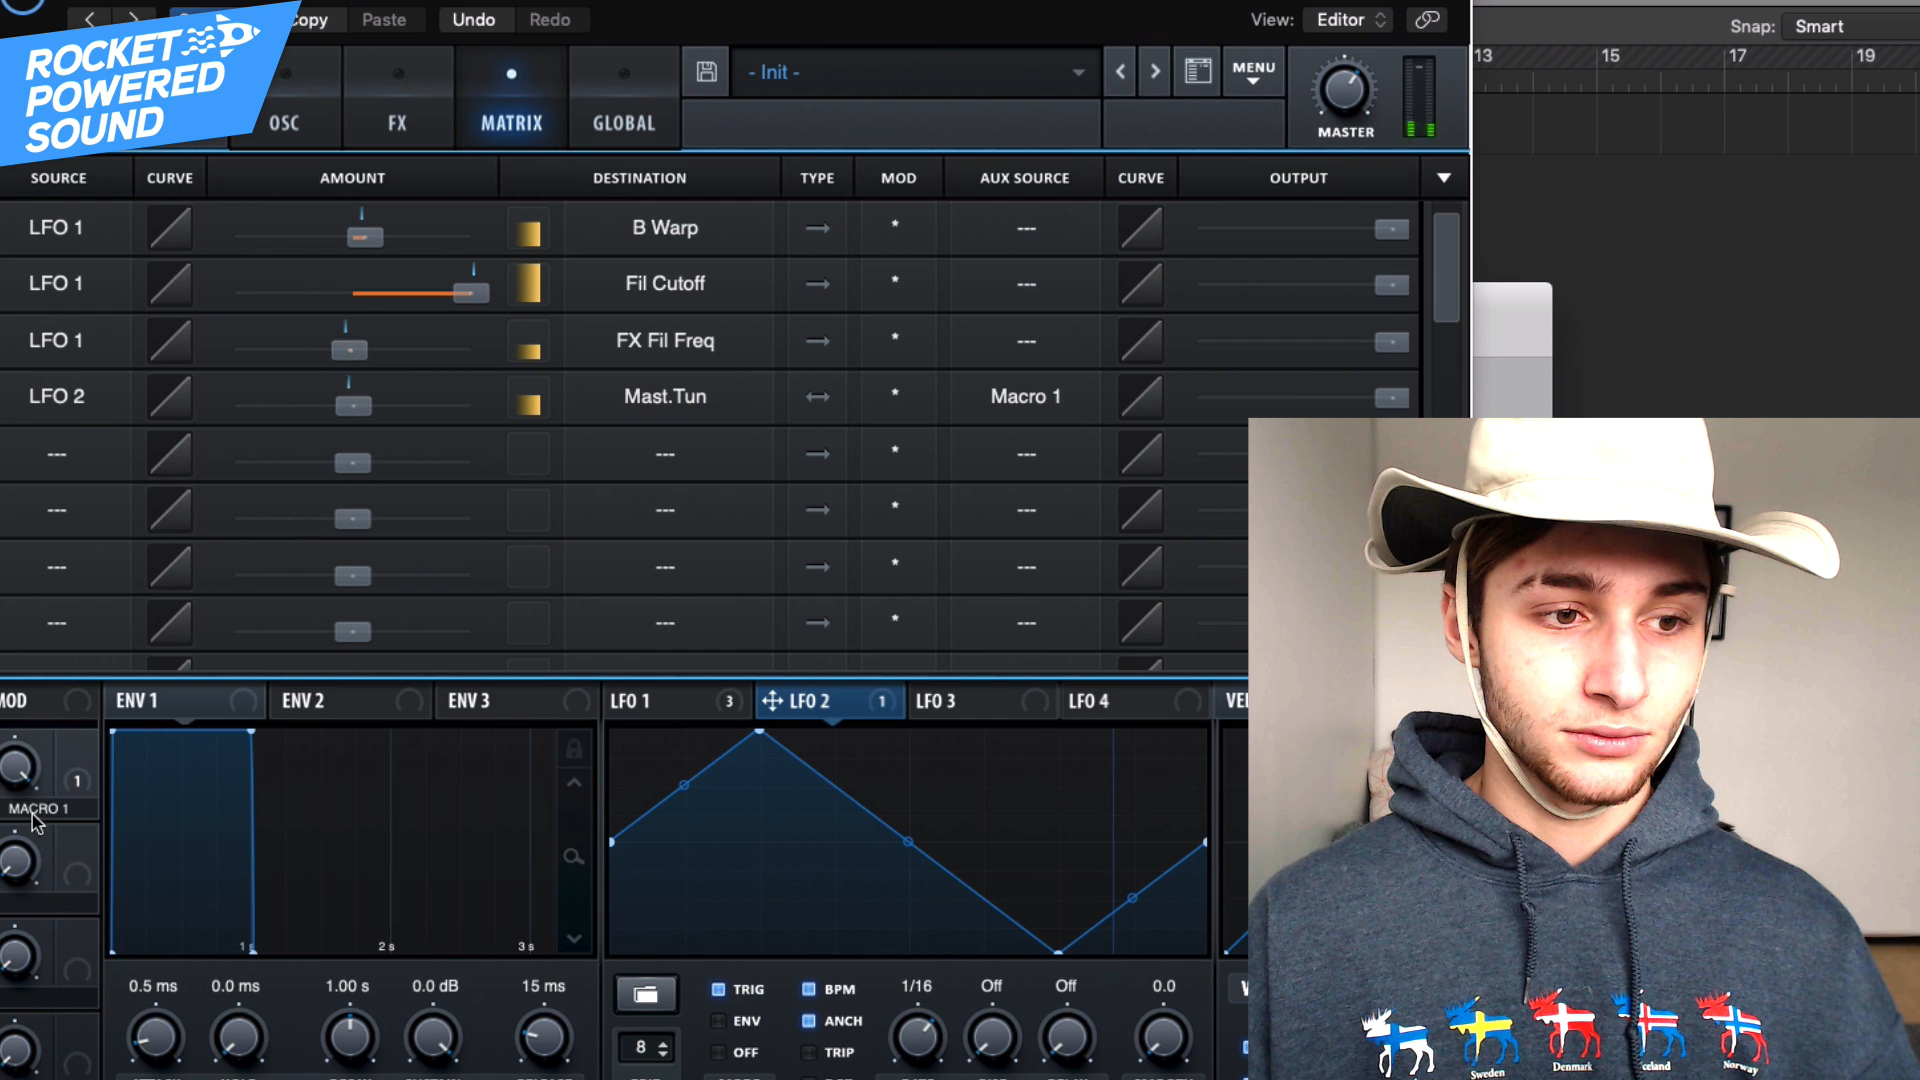 Copy Paste Undo Redo View: Editor
Snap: Smart
13 15 17 19
ROCKET
POWERED
SOUND
OSC FX MATRIX GLOBAL
- Init -
MENU
MASTER
SOURCE CURVE AMOUNT DESTINATION TYPE MOD AUX SOURCE CURVE OUTPUT
LFO 1 B Warp * ---
LFO 1 Fil Cutoff * ---
LFO 1 FX Fil Freq * ---
LFO 2 Mast.Tun * Macro 1
--- --- * ---
--- --- * ---
--- --- * ---
--- --- * ---
MOD ENV 1 ENV 2 ENV 3 LFO 1 3 LFO 2 1 LFO 3 LFO 4
1
MACRO 1
1 s 2 s 3 s
0.5 ms 0.0 ms 1.00 s 0.0 dB 15 ms
TRIG BPM 1/16 Off Off 0.0
ENV ANCH
8 OFF TRIP
Sweden Denmark Iceland Norway